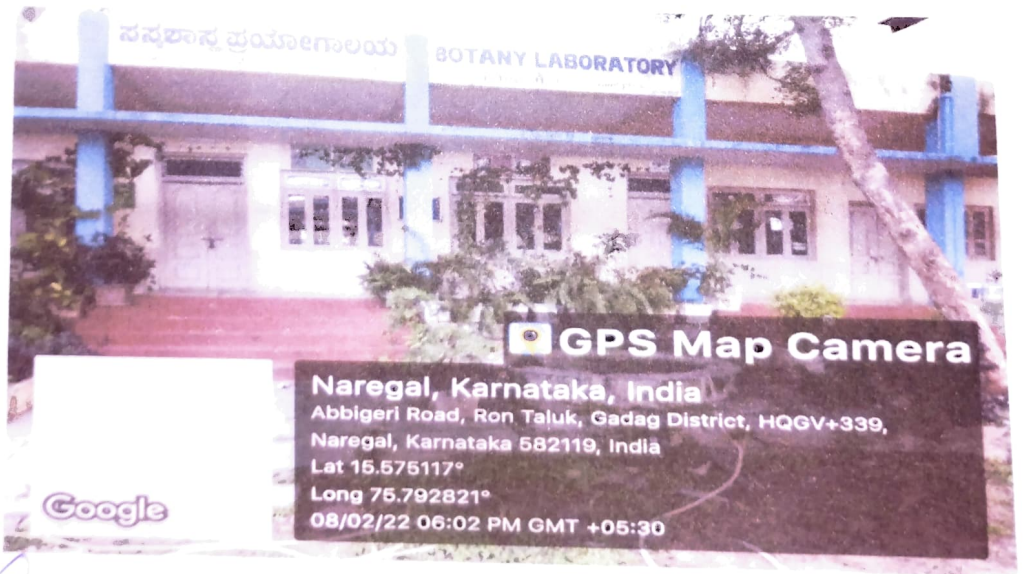 ಸಸ್ಯಶಾಸ್ತ್ರ ಪ್ರಯೋಗಾಲಯ BOTANY LABORATORY
GPS Map Camera
Naregal, Karnataka, India
Abbigeri Road, Ron Taluk, Gadag District, HQGV+339,
Naregal, Karnataka 582119, India
Lat 15.575117°
Long 75.792821°
08/02/22 06:02 PM GMT +05:30
Google